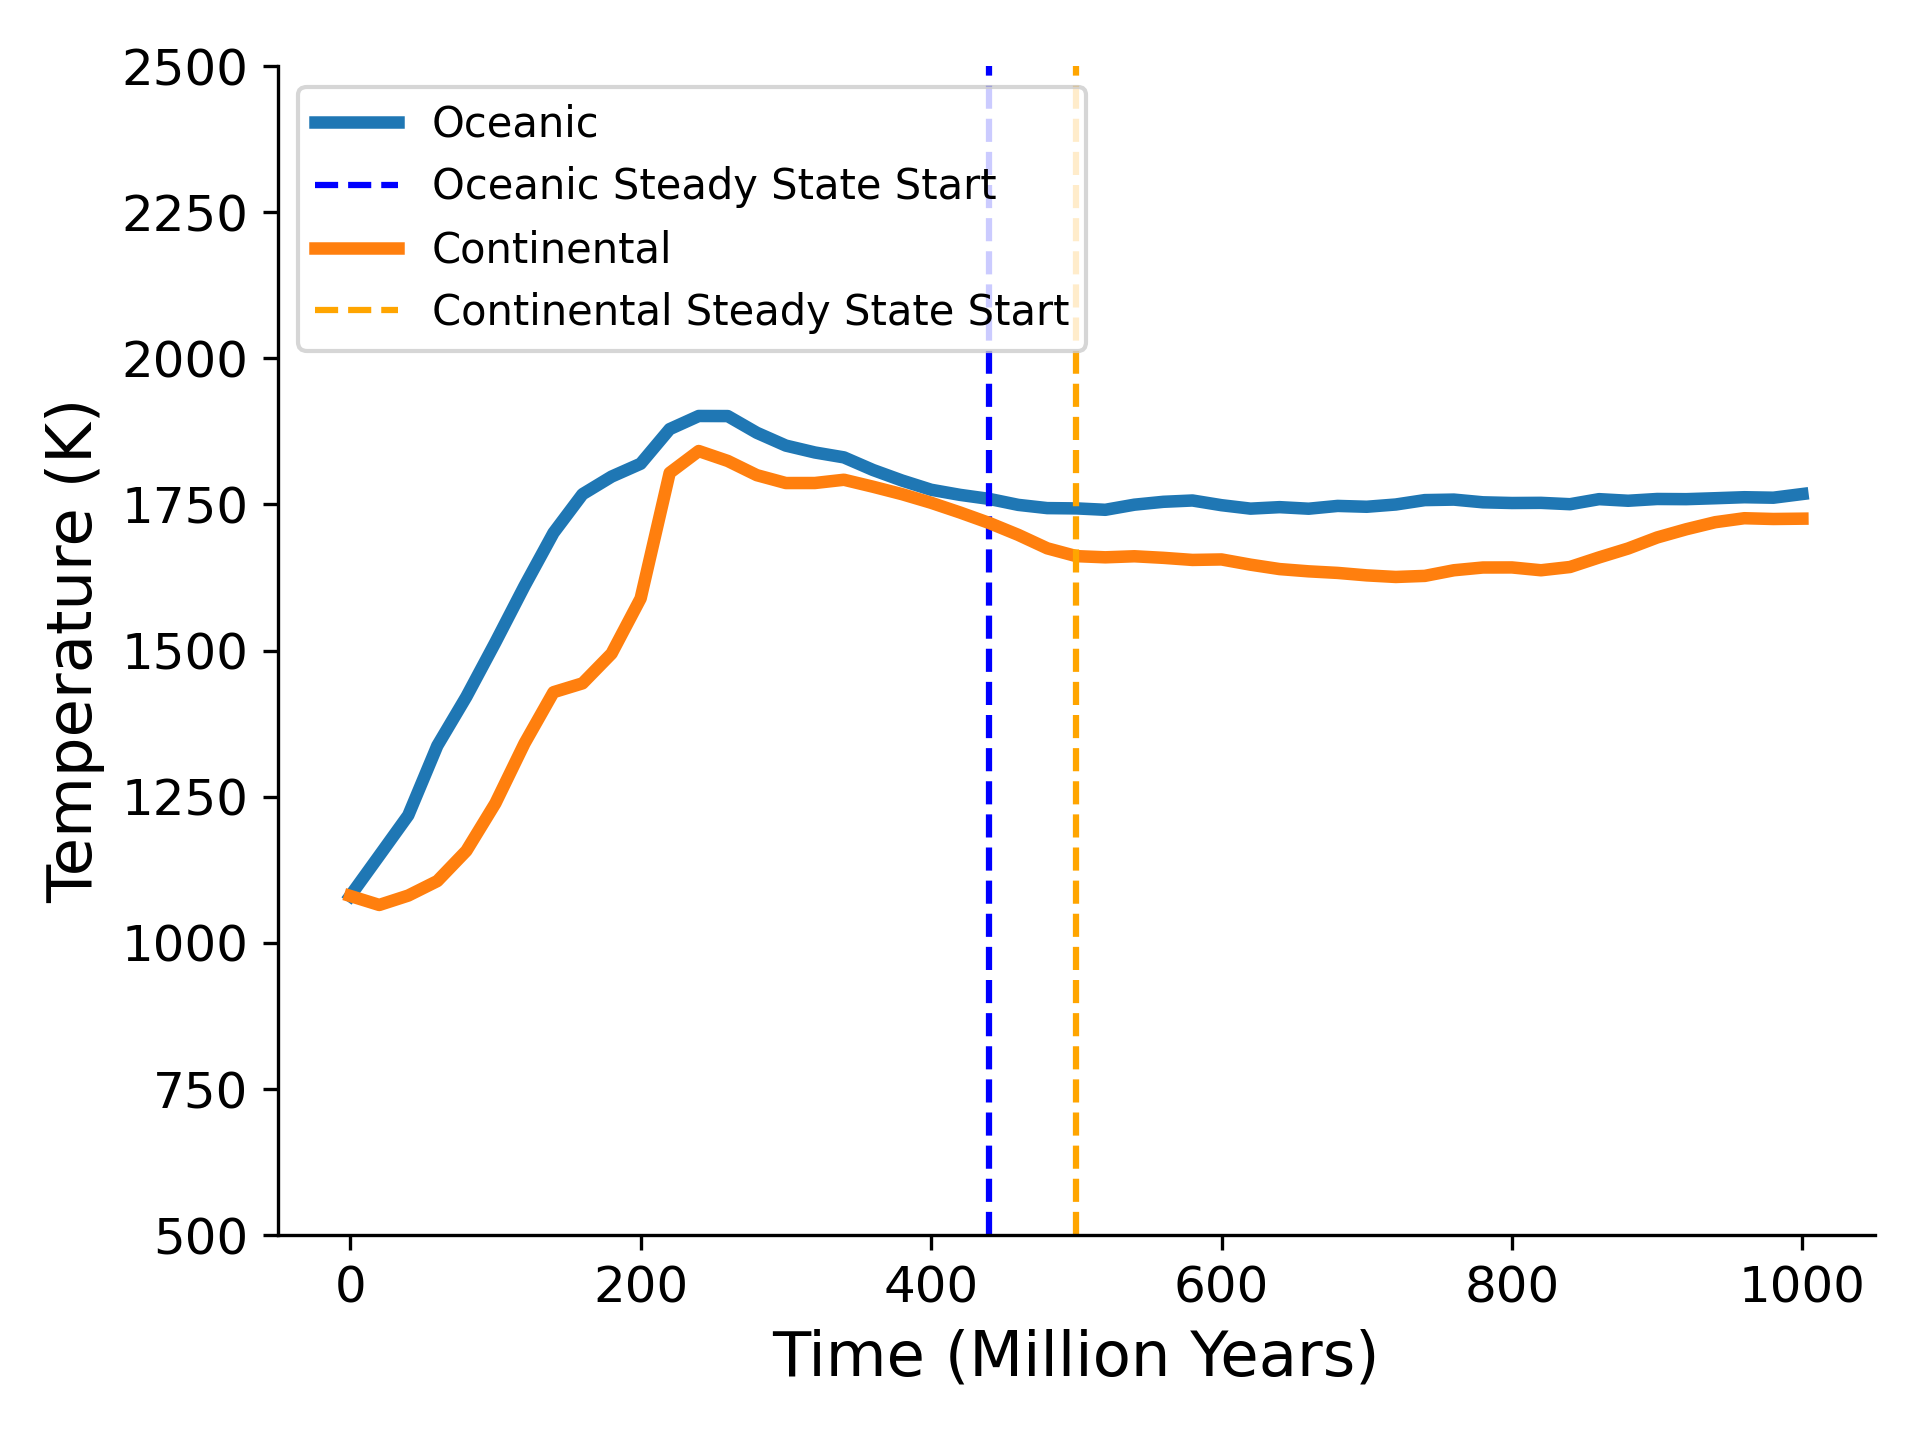 2500
2250
2000
1750
1500
1250
1000
750
500
Temperature (K)
Oceanic
Oceanic Steady State Start
Continental
Continental Steady State Start
0 200 400 600 800 1000
Time (Million Years)